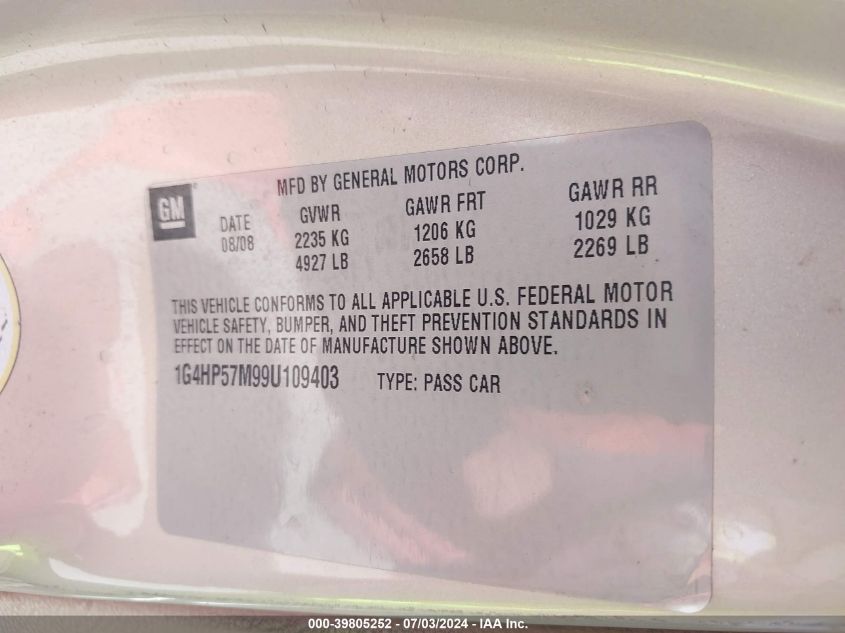 MFD BY GENERAL MOTORS CORP.
GM
DATE GVWR GAWR FRT GAWR RR
08/08 2235 KG 1206 KG 1029 KG
4927 LB 2658 LB 2269 LB
THIS VEHICLE CONFORMS TO ALL APPLICABLE U.S. FEDERAL MOTOR
VEHICLE SAFETY, BUMPER, AND THEFT PREVENTION STANDARDS IN
EFFECT ON THE DATE OF MANUFACTURE SHOWN ABOVE.
1G4HP57M99U109403 TYPE: PASS CAR
000-39805252 - 07/03/2024 - IAA Inc.